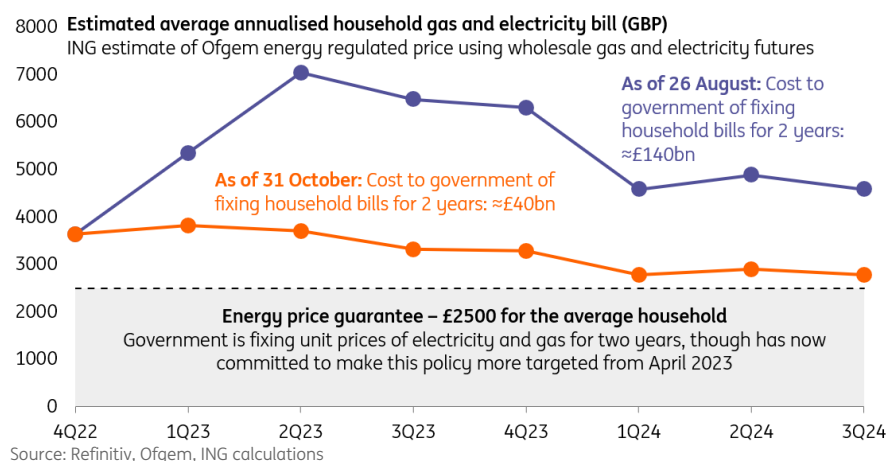 Estimated average annualised household gas and electricity bill (GBP)
ING estimate of Ofgem energy regulated price using wholesale gas and electricity futures
8000
7000
6000
5000
4000
3000
2000
1000
0
As of 26 August: Cost to
government of fixing
household bills for 2 years:
≈£140bn
As of 31 October: Cost to government of
fixing household bills for 2 years: ≈£40bn
Energy price guarantee – £2500 for the average household
Government is fixing unit prices of electricity and gas for two years, though has now
committed to make this policy more targeted from April 2023
4Q22 1Q23 2Q23 3Q23 4Q23 1Q24 2Q24 3Q24
Source: Refinitiv, Ofgem, ING calculations